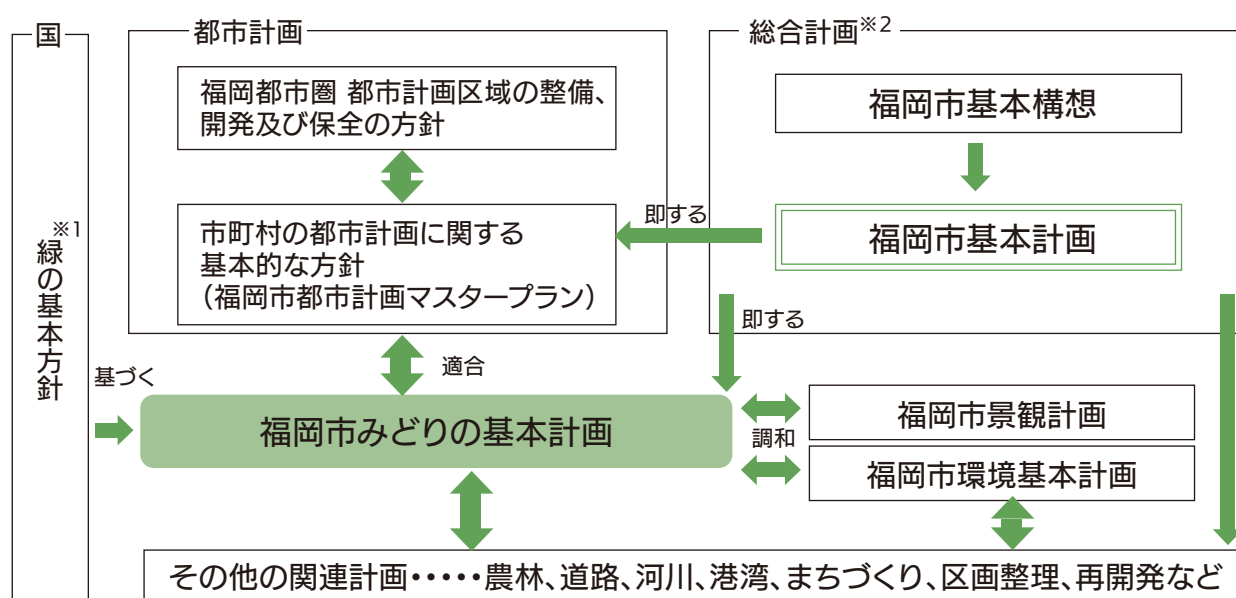 国
※1
緑の基本方針
都市計画
福岡都市圏 都市計画区域の整備、
開発及び保全の方針
市町村の都市計画に関する
基本的な方針
（福岡市都市計画マスタープラン）
総合計画※2
福岡市基本構想
福岡市基本計画
即する
即する
適合
基づく
福岡市みどりの基本計画
調和
福岡市景観計画
福岡市環境基本計画
その他の関連計画・・・・・農林、道路、河川、港湾、まちづくり、区画整理、再開発など